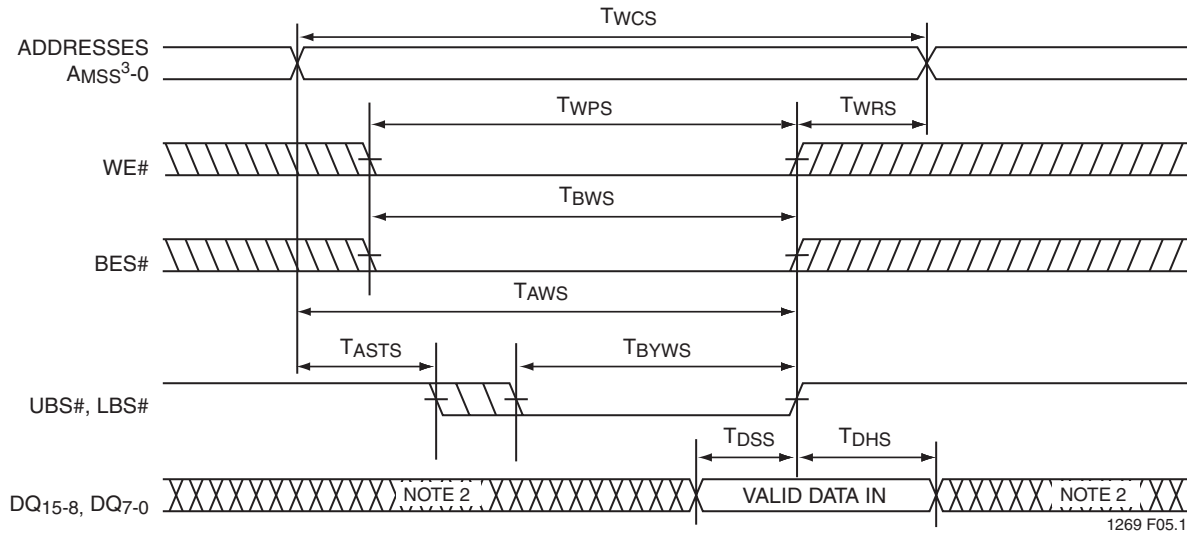 TWCS
ADDRESSES
AMSS³-0
TWPS
TWRS
WE#
TBWS
BES#
TAWS
TASTS
TBYWS
UBS#, LBS#
TDSS
TDHS
DQ15-8, DQ7-0
NOTE 2
VALID DATA IN
NOTE 2
1269 F05.1